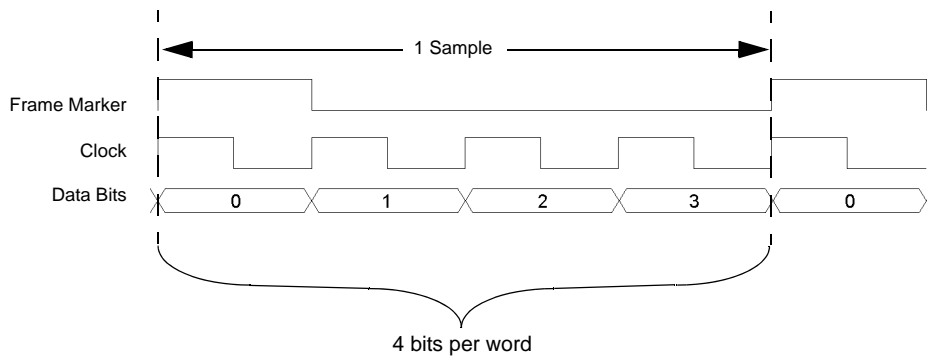 1 Sample
Frame Marker
Clock
Data Bits
0 1 2 3 0
4 bits per word